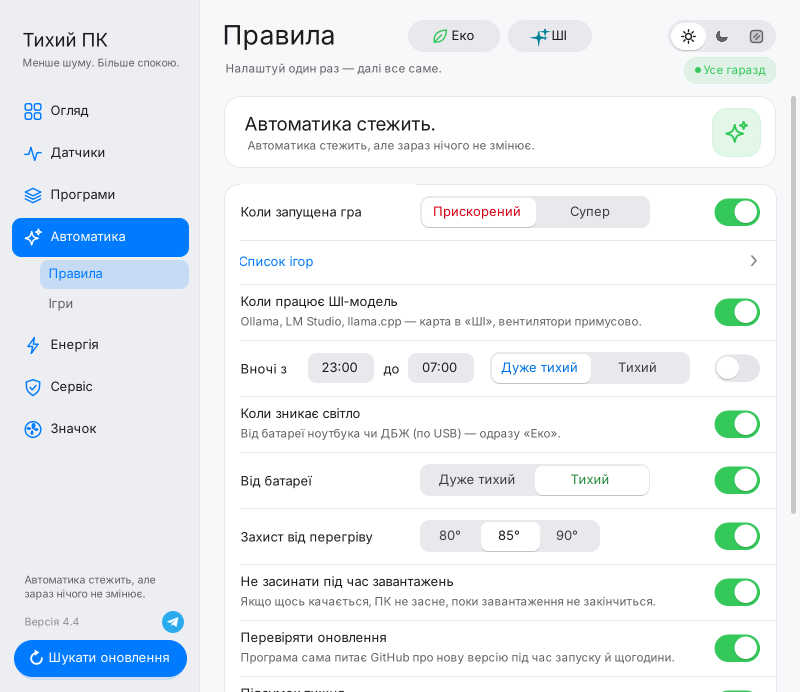 Тихий ПК
Менше шуму. Більше спокою.
Огляд
Датчики
Програми
Автоматика
Правила
Ігри
Енергія
Сервіс
Значок
Автоматика стежить, але
зараз нічого не змінює.
Версія 4.4
Шукати оновлення
Правила
Еко
ШІ
Налаштуй один раз — далі все саме.
Усе гаразд
Автоматика стежить.
Автоматика стежить, але зараз нічого не змінює.
Коли запущена гра
Прискорений
Супер
Список ігор
Коли працює ШІ-модель
Ollama, LM Studio, llama.cpp — карта в «ШІ», вентилятори примусово.
Вночі з 23:00 до 07:00
Дуже тихий
Тихий
Коли зникає світло
Від батареї ноутбука чи ДБЖ (по USB) — одразу «Еко».
Від батареї
Дуже тихий
Тихий
Захист від перегріву
80°
85°
90°
Не засинати під час завантажень
Якщо щось качається, ПК не засне, поки завантаження не закінчиться.
Перевіряти оновлення
Програма сама питає GitHub про нову версію під час запуску й щогодини.